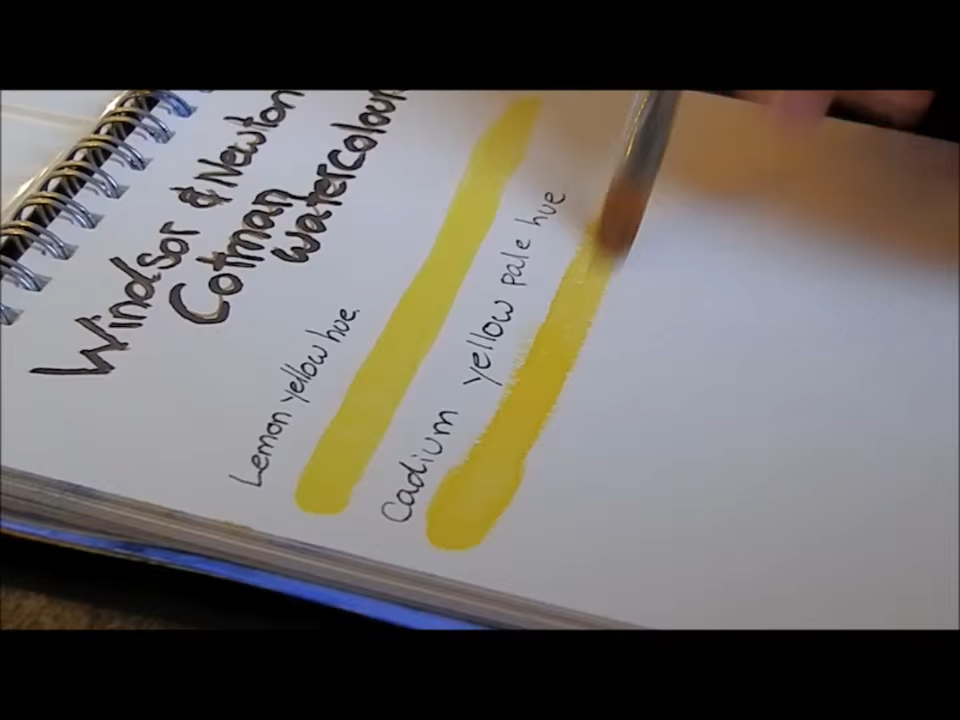 Windsor & Newton
Cotman
watercolour
Lemon yellow hue.
Cadium yellow pale hue